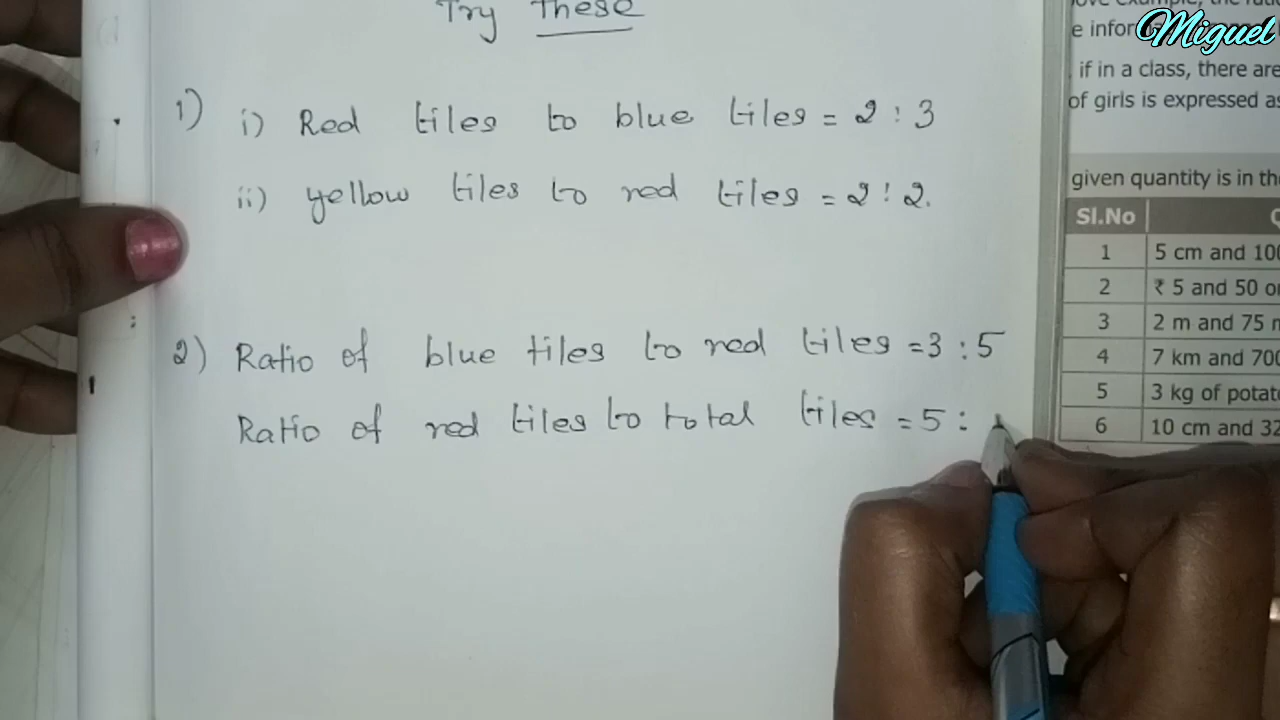 Try These
Miguel
1) i) Red tiles to blue tiles = 2 : 3
ii) yellow tiles to red tiles = 2 : 2.
2) Ratio of blue tiles to red tiles = 3 : 5
Ratio of red tiles to total tiles = 5 :
e infor
if in a class, there are
of girls is expressed as
given quantity is in the
Sl.No
1 5 cm and 100
2 ₹ 5 and 50
3 2 m and 75
4 7 km and 700
5 3 kg of potat
6 10 cm and 32